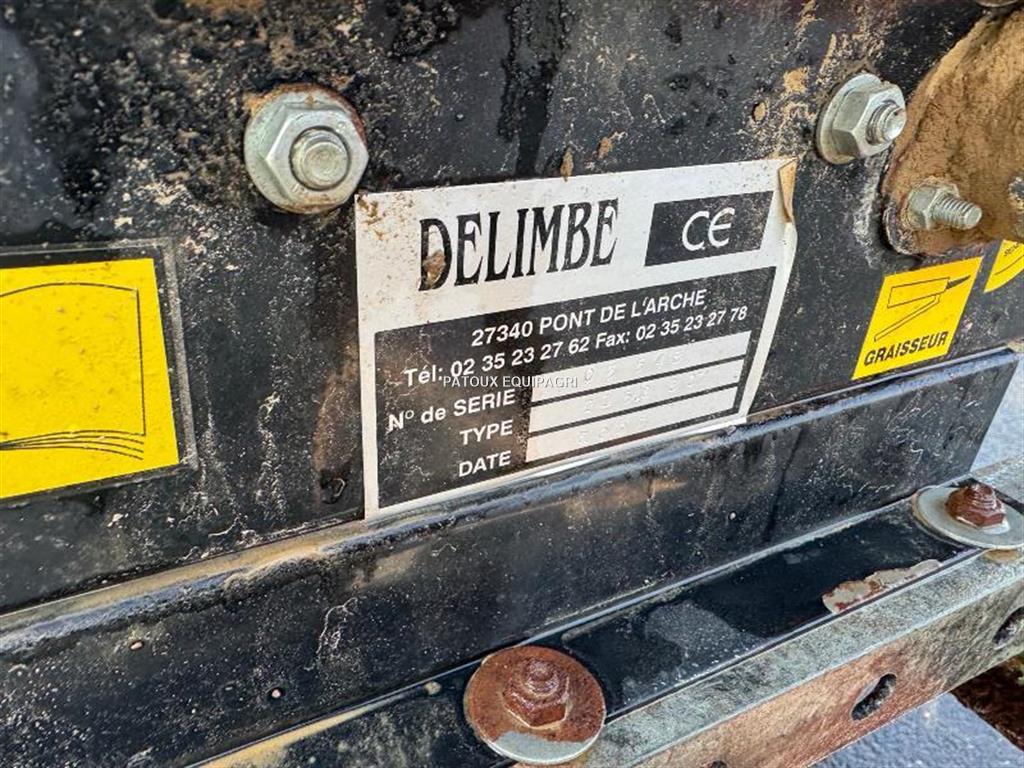 DELIMBE
CE
27340 PONT DE L'ARCHE
Tél: 02 35 23 27 62 Fax: 02 35 23 27 78
N° de SERIE
TYPE
DATE
PATOUX EQUIPAGRI
GRAISSEUR